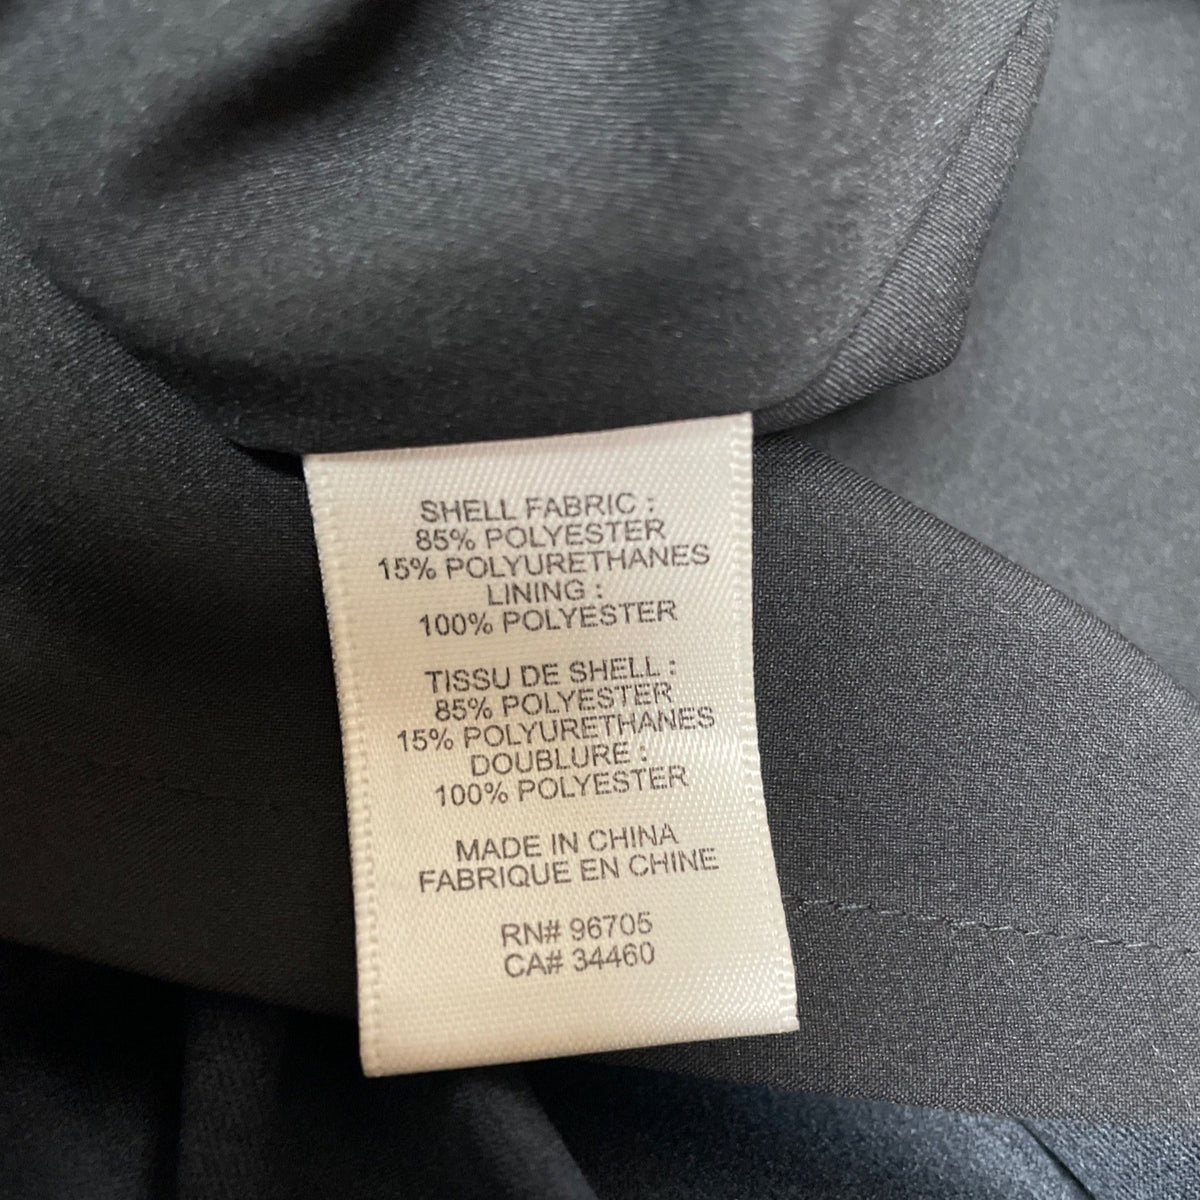 SHELL FABRIC :
85% POLYESTER
15% POLYURETHANES
LINING :
100% POLYESTER
TISSU DE SHELL :
85% POLYESTER
15% POLYURETHANES
DOUBLURE :
100% POLYESTER
MADE IN CHINA
FABRIQUE EN CHINE
RN# 96705
CA# 34460